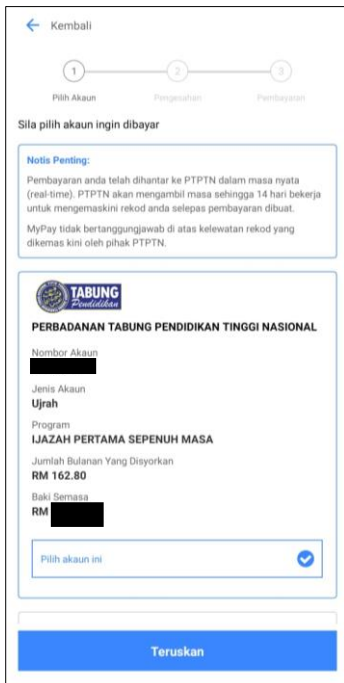 Kembali
1
2
3
Pilih Akaun
Pengesahan
Pembayaran
Sila pilih akaun ingin dibayar
Notis Penting:
Pembayaran anda telah dihantar ke PTPTN dalam masa nyata
(real-time). PTPTN akan mengambil masa sehingga 14 hari bekerja
untuk mengemaskini rekod anda selepas pembayaran dibuat.
MyPay tidak bertanggungjawab di atas kelewatan rekod yang
dikemas kini oleh pihak PTPTN.
TABUNG
Pendidikan
PERBADANAN TABUNG PENDIDIKAN TINGGI NASIONAL
Nombor Akaun
Jenis Akaun
Ujrah
Program
IJAZAH PERTAMA SEPENUH MASA
Jumlah Bulanan Yang Disyorkan
RM 162.80
Baki Semasa
RM
Pilih akaun ini
Teruskan